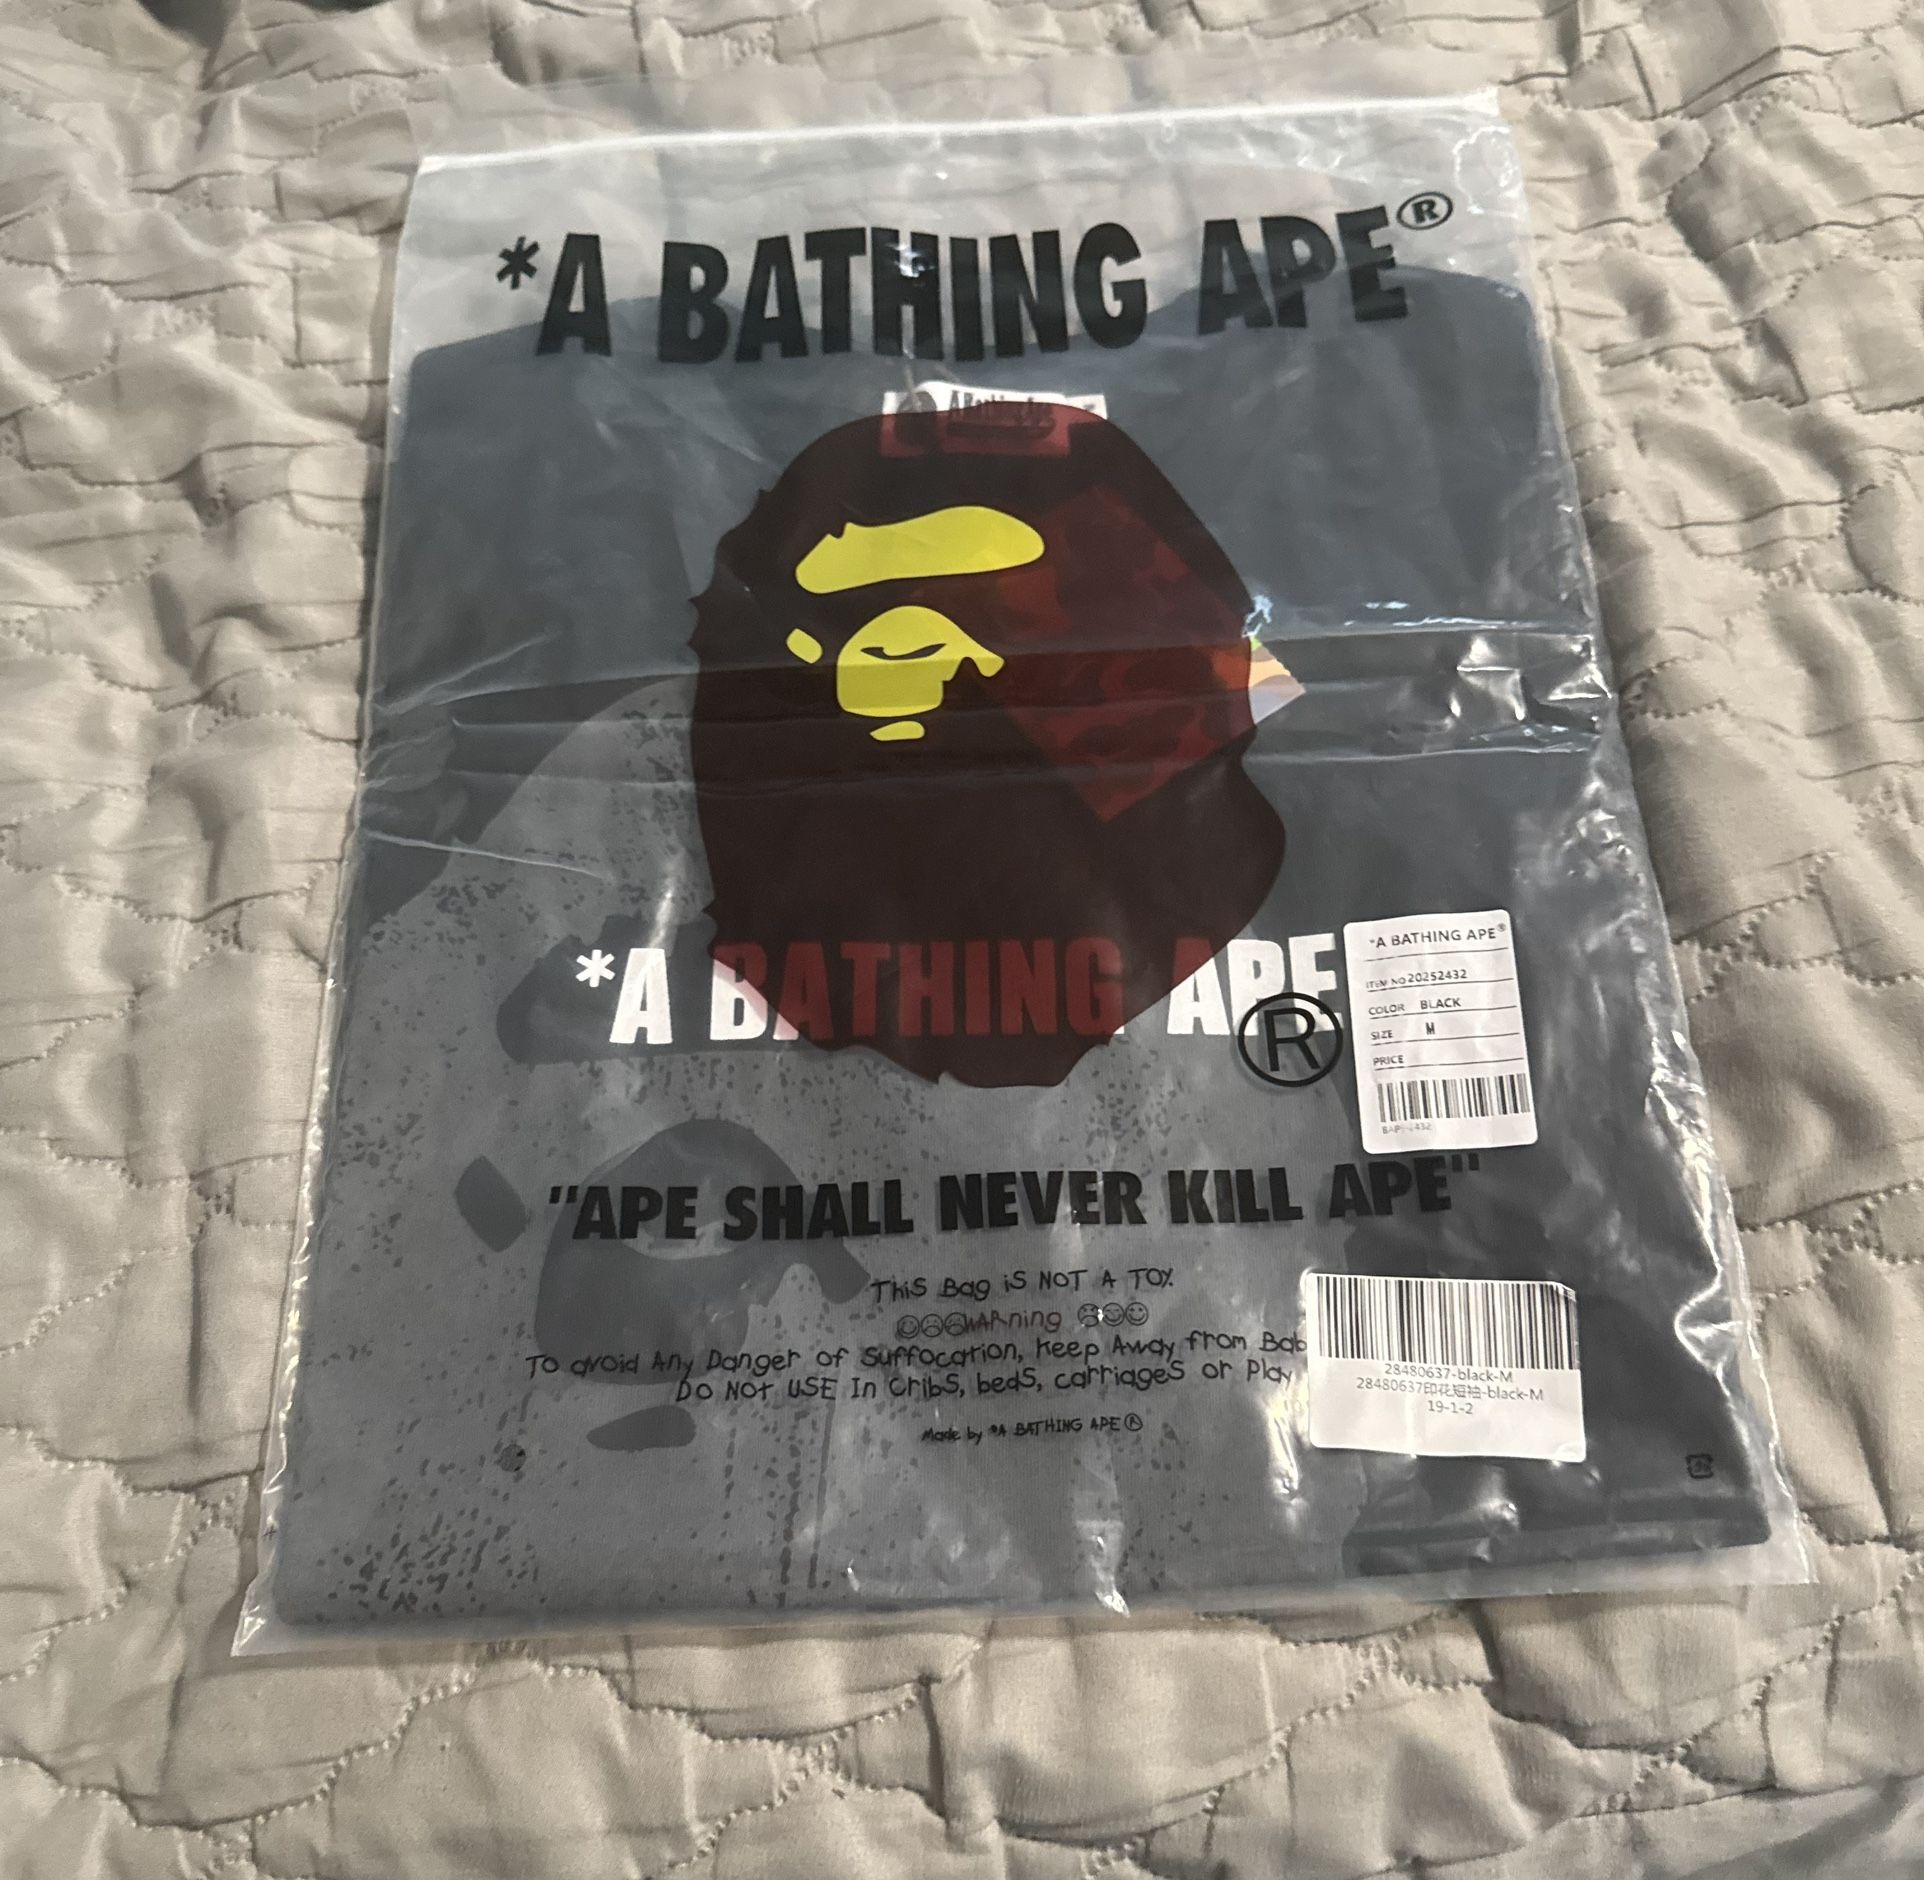 *A BATHING APE®
*A BATHING APE
®
*A BATHING APE®
ITEM NO 20252432
COLOR BLACK
SIZE M
PRICE
"APE SHALL NEVER KILL APE"
This Bag is NOT A TOY.
WARning
To avoid Any Danger of Suffocation, Keep Away from Bab
Do Not USE In Cribs, beds, carriages or Play
Made by *A BATHING APE®
28480637-black-M
28480637印花短袖-black-M
19-1-2